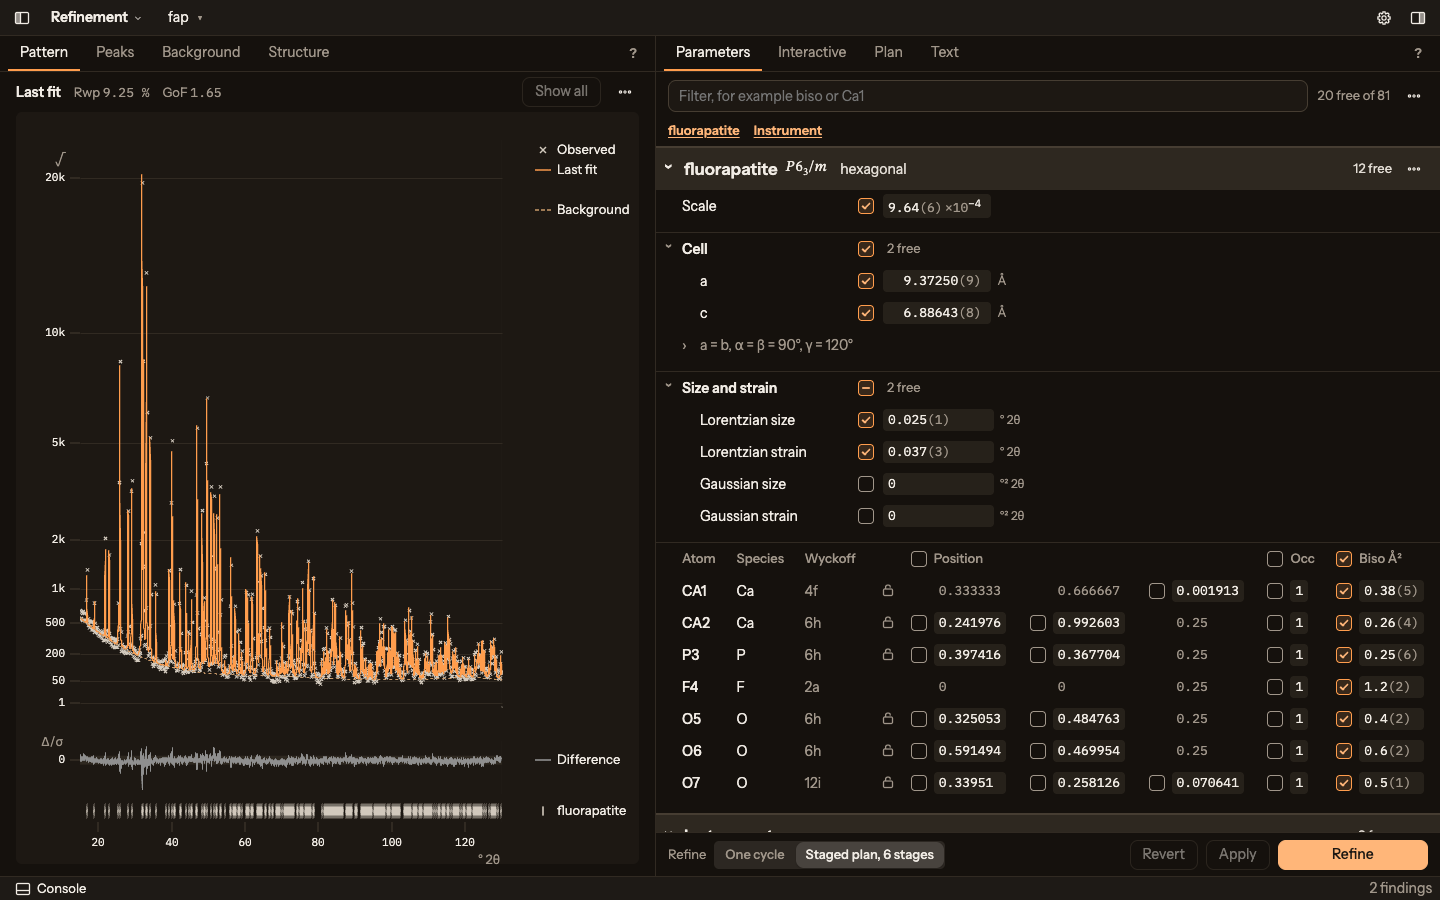 Refinement fap
Pattern Peaks Background Structure ?
Last fit Rwp 9.25 % GoF 1.65 Show all
√
20k
10k
5k
2k
1k
500
200
50
1
Δ/σ
0
× Observed
Last fit
Background
Difference
fluorapatite
20 40 60 80 100 120
° 2θ
Parameters Interactive Plan Text ?
Filter, for example biso or Ca1 20 free of 81
fluorapatite Instrument
fluorapatite P6₃/m hexagonal 12 free
Scale 9.64(6) ×10⁻⁴
Cell 2 free
a 9.37250(9) Å
c 6.88643(8) Å
a = b, α = β = 90°, γ = 120°
Size and strain 2 free
Lorentzian size 0.025(1) ° 2θ
Lorentzian strain 0.037(3) ° 2θ
Gaussian size 0 °² 2θ
Gaussian strain 0 °² 2θ
Atom Species Wyckoff Position Occ Biso Å²
CA1 Ca 4f 0.333333 0.666667 0.001913 1 0.38(5)
CA2 Ca 6h 0.241976 0.992603 0.25 1 0.26(4)
P3 P 6h 0.397416 0.367704 0.25 1 0.25(6)
F4 F 2a 0 0 0.25 1 1.2(2)
O5 O 6h 0.325053 0.484763 0.25 1 0.4(2)
O6 O 6h 0.591494 0.469954 0.25 1 0.6(2)
O7 O 12i 0.33951 0.258126 0.070641 1 0.5(1)
Refine One cycle Staged plan, 6 stages Revert Apply Refine
Console 2 findings